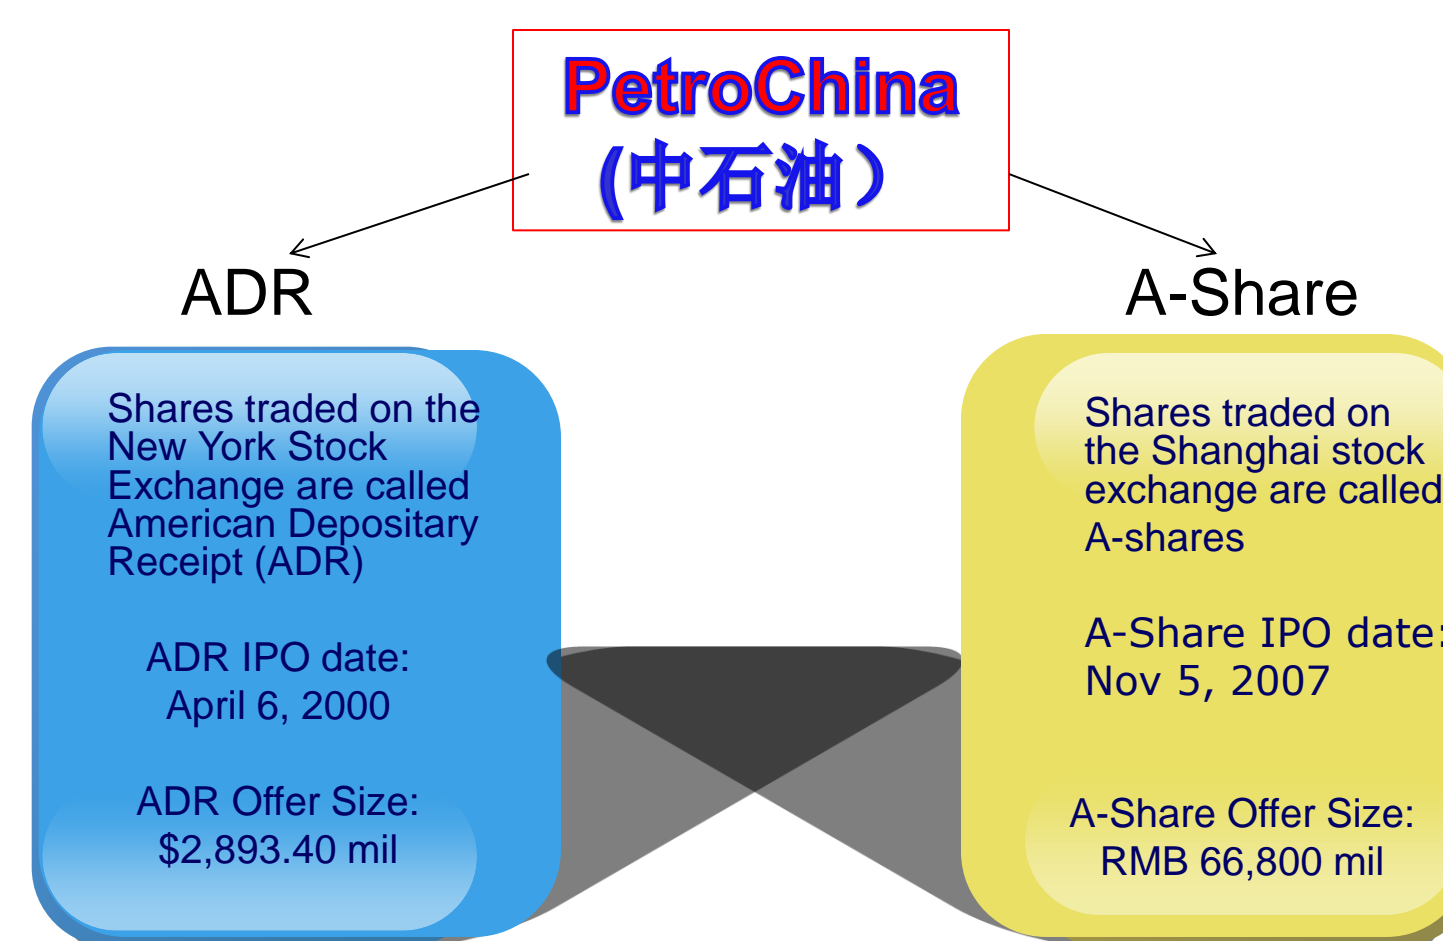 PetroChina
(中石油）
ADR
Shares traded on the
New York Stock
Exchange are called
American Depositary
Receipt (ADR)
ADR IPO date:
April 6, 2000
ADR Offer Size:
$2,893.40 mil
A-Share
Shares traded on
the Shanghai stock
exchange are called
A-shares
A-Share IPO date:
Nov 5, 2007
A-Share Offer Size:
RMB 66,800 mil